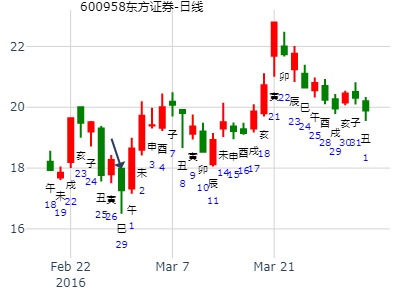 600958东方证券-日线
22
20
18
16
午
18
未
19
戌
22
亥
23
子
24
丑
25
寅
26
巳
29
午
1
未
2
申
3
酉
4
子
7
丑
8
寅
9
卯
10
辰
11
未
14
申
15
酉
16
戌
17
亥
18
寅
21
卯
22
辰
23
巳
24
午
25
酉
28
戌
29
亥
30
子
31
丑
1
Feb 22
2016
Mar 7
Mar 21